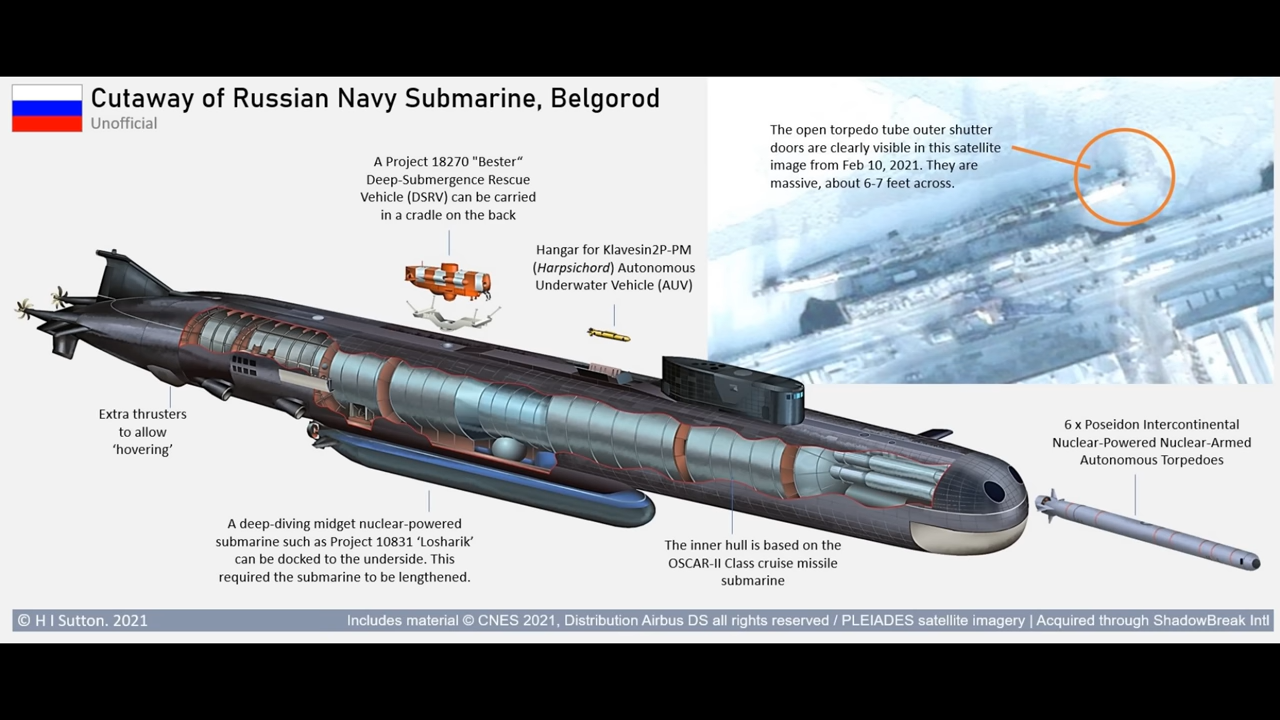 Cutaway of Russian Navy Submarine, Belgorod
Unofficial
A Project 18270 "Bester“
Deep-Submergence Rescue
Vehicle (DSRV) can be carried
in a cradle on the back
Hangar for Klavesin2P-PM
(Harpsichord) Autonomous
Underwater Vehicle (AUV)
The open torpedo tube outer shutter
doors are clearly visible in this satellite
image from Feb 10, 2021. They are
massive, about 6-7 feet across.
Extra thrusters
to allow
‘hovering’
6 x Poseidon Intercontinental
Nuclear-Powered Nuclear-Armed
Autonomous Torpedoes
A deep-diving midget nuclear-powered
submarine such as Project 10831 ‘Losharik’
can be docked to the underside. This
required the submarine to be lengthened.
The inner hull is based on the
OSCAR-II Class cruise missile
submarine
© H I Sutton. 2021
Includes material © CNES 2021, Distribution Airbus DS all rights reserved / PLEIADES satellite imagery | Acquired through ShadowBreak Intl